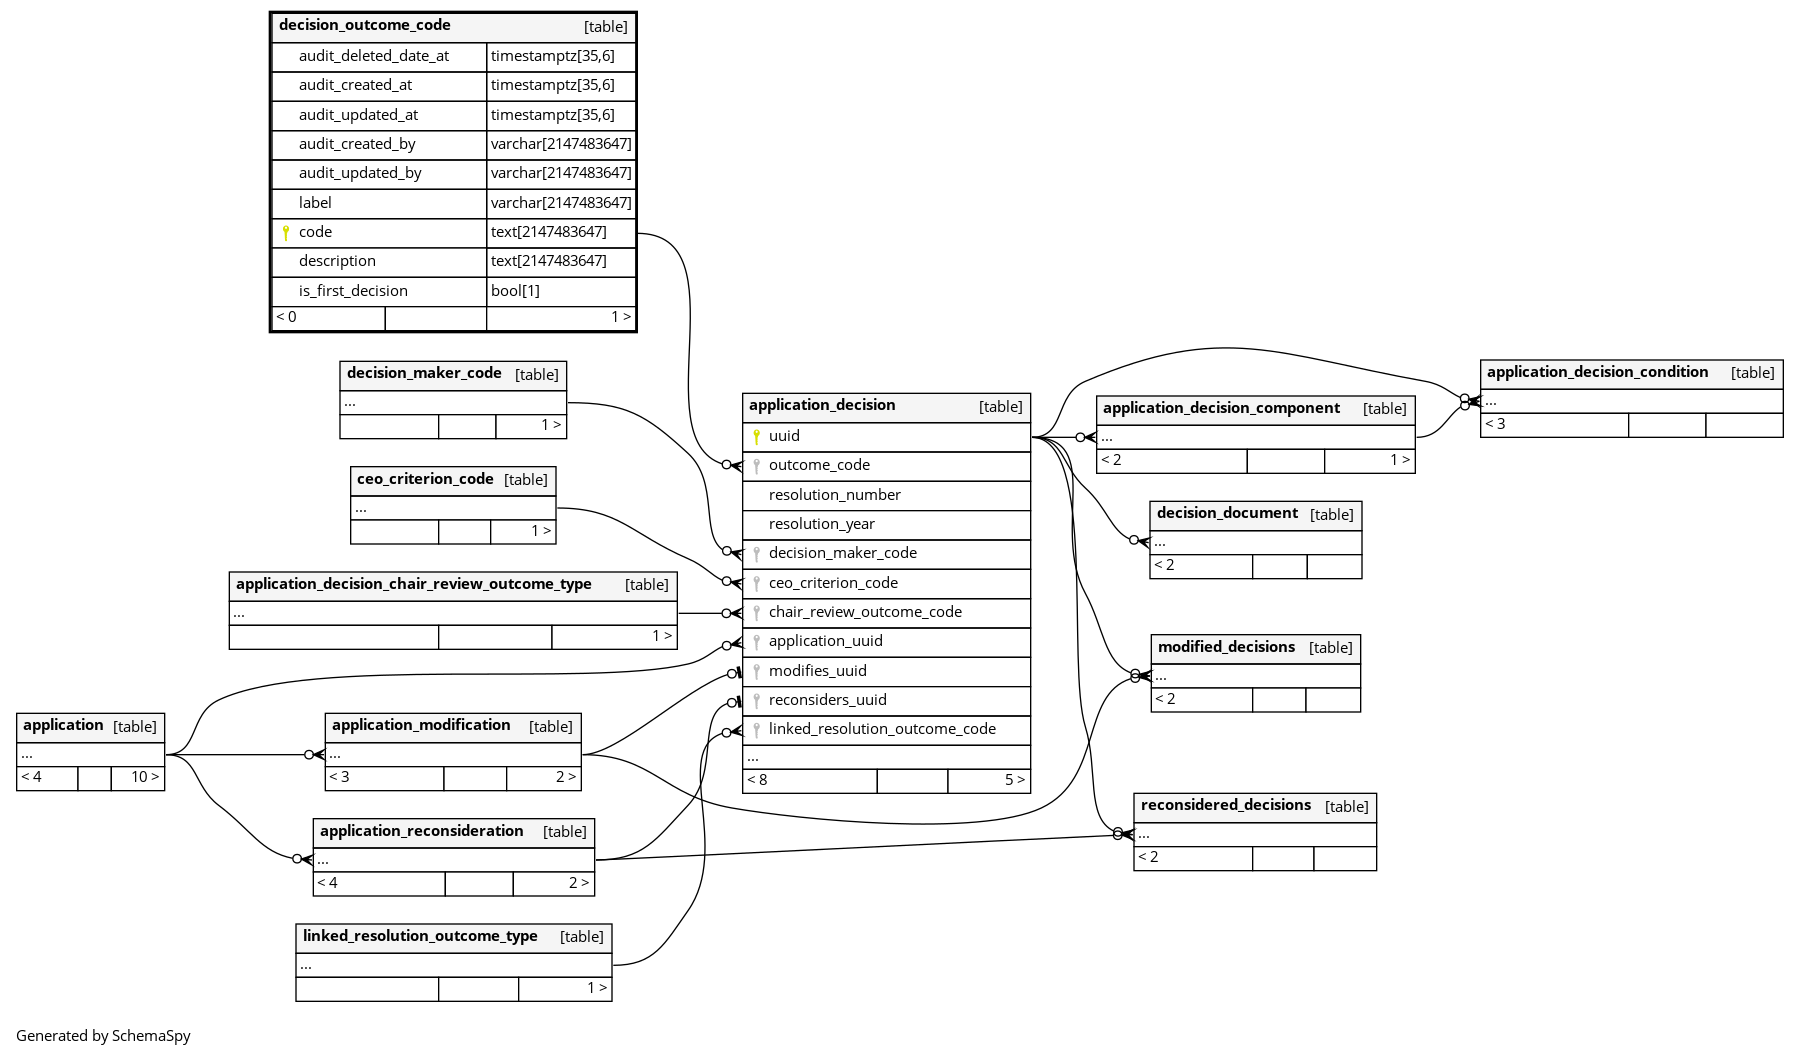 decision_outcome_code [table]
audit_deleted_date_at timestamptz[35,6]
audit_created_at timestamptz[35,6]
audit_updated_at timestamptz[35,6]
audit_created_by varchar[2147483647]
audit_updated_by varchar[2147483647]
label varchar[2147483647]
code text[2147483647]
description text[2147483647]
is_first_decision bool[1]
< 0 1 >
decision_maker_code [table]
...
1 >
ceo_criterion_code [table]
...
1 >
application_decision_chair_review_outcome_type [table]
...
1 >
application [table]
...
< 4 10 >
application_modification [table]
...
< 3 2 >
application_reconsideration [table]
...
< 4 2 >
linked_resolution_outcome_type [table]
...
1 >
application_decision [table]
uuid
outcome_code
resolution_number
resolution_year
decision_maker_code
ceo_criterion_code
chair_review_outcome_code
application_uuid
modifies_uuid
reconsiders_uuid
linked_resolution_outcome_code
...
< 8 5 >
application_decision_component [table]
...
< 2 1 >
decision_document [table]
...
< 2
modified_decisions [table]
...
< 2
reconsidered_decisions [table]
...
< 2
application_decision_condition [table]
...
< 3
Generated by SchemaSpy